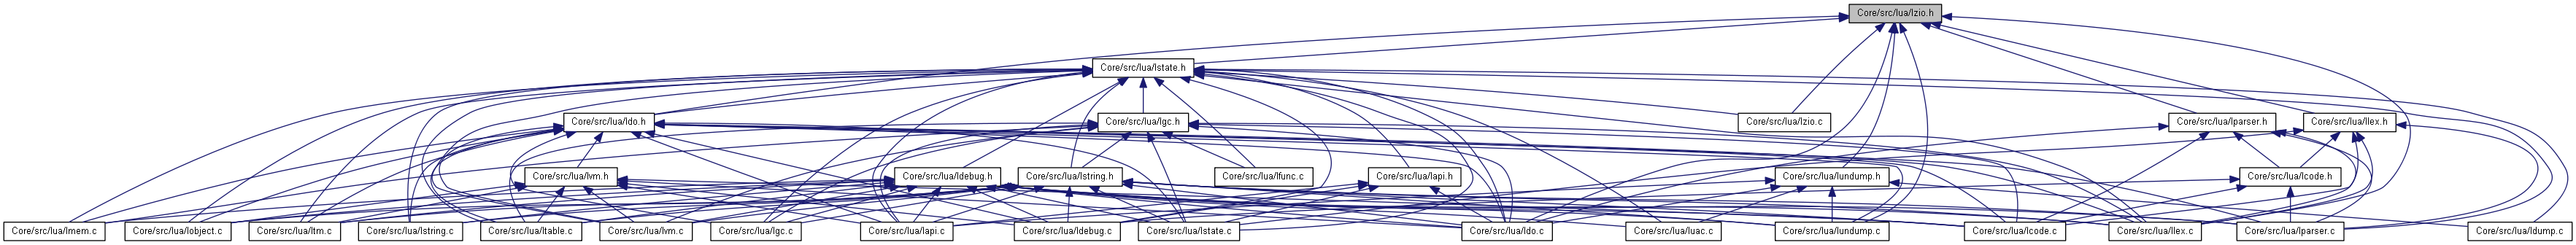 Core/src/lua/lzio.h
Core/src/lua/lstate.h
Core/src/lua/ldo.h
Core/src/lua/lgc.h
Core/src/lua/lzio.c
Core/src/lua/lparser.h
Core/src/lua/llex.h
Core/src/lua/lvm.h
Core/src/lua/ldebug.h
Core/src/lua/lstring.h
Core/src/lua/lfunc.c
Core/src/lua/lapi.h
Core/src/lua/lundump.h
Core/src/lua/lcode.h
Core/src/lua/lmem.c
Core/src/lua/lobject.c
Core/src/lua/ltm.c
Core/src/lua/lstring.c
Core/src/lua/ltable.c
Core/src/lua/lvm.c
Core/src/lua/lgc.c
Core/src/lua/lapi.c
Core/src/lua/ldebug.c
Core/src/lua/lstate.c
Core/src/lua/ldo.c
Core/src/lua/luac.c
Core/src/lua/lundump.c
Core/src/lua/lcode.c
Core/src/lua/llex.c
Core/src/lua/lparser.c
Core/src/lua/ldump.c